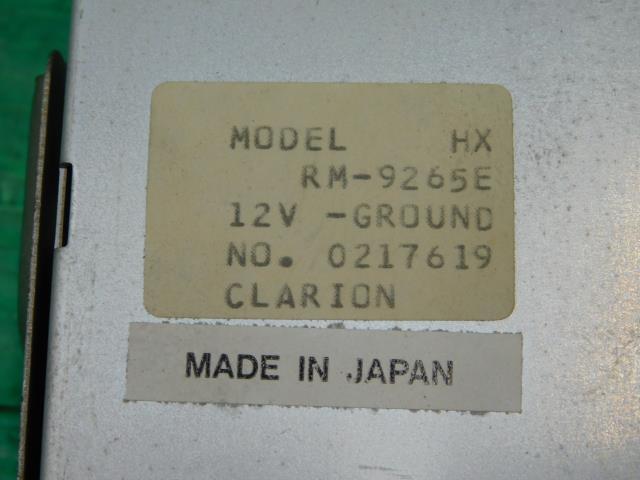 MODEL HX
RM-9265E
12V -GROUND
NO. 0217619
CLARION
MADE IN JAPAN